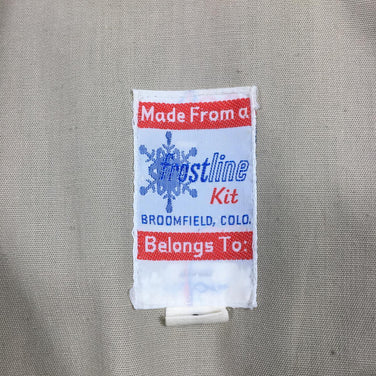 Made From a
frostline
Kit
BROOMFIELD, COLO.
Belongs To: